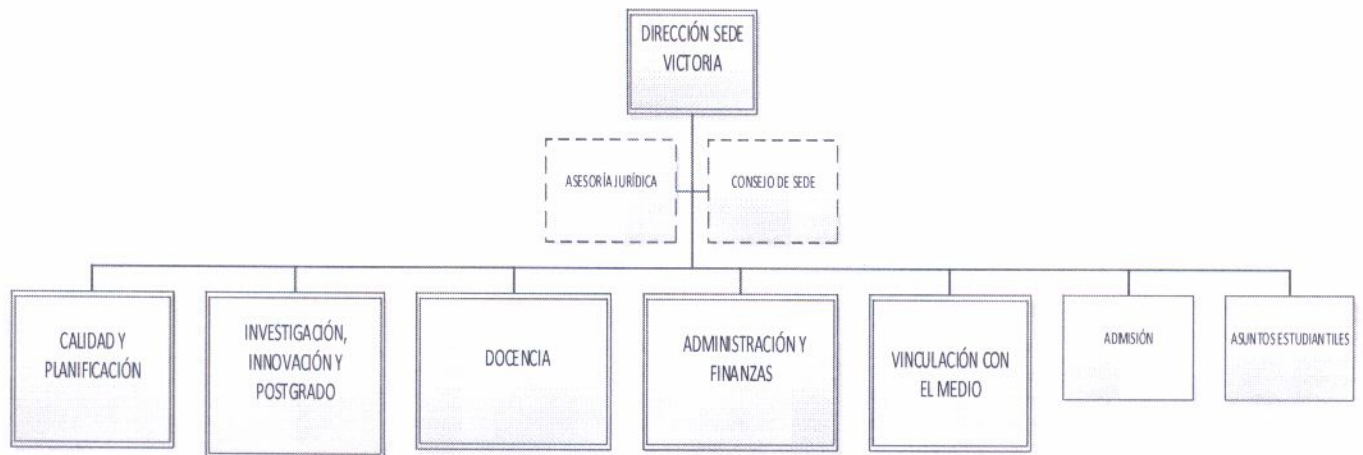 DIRECCIÓN SEDE
VICTORIA
ASESORÍA JURÍDICA
CONSEJO DE SEDE
CALIDAD Y
PLANIFICACIÓN
INVESTIGACIÓN,
INNOVACIÓN Y
POSTGRADO
DOCENCIA
ADMINISTRACIÓN Y
FINANZAS
VINCULACIÓN CON
EL MEDIO
ADMISIÓN
ASUNTOS ESTUDIANTILES